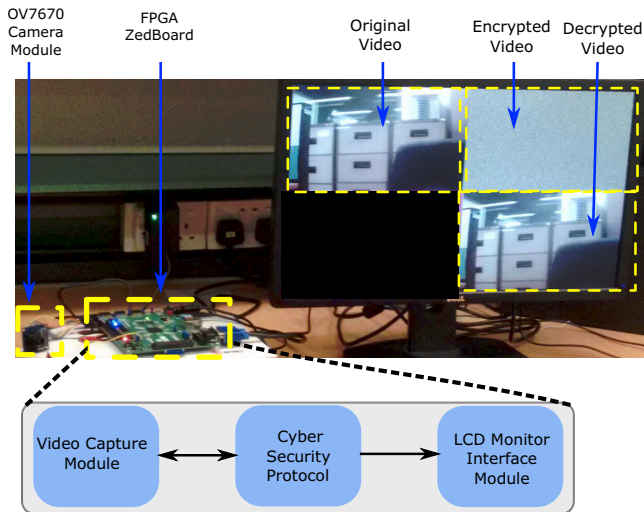 OV7670
Camera
Module
FPGA
ZedBoard
Original
Video
Encrypted
Video
Decrypted
Video
Video Capture
Module
Cyber
Security
Protocol
LCD Monitor
Interface
Module